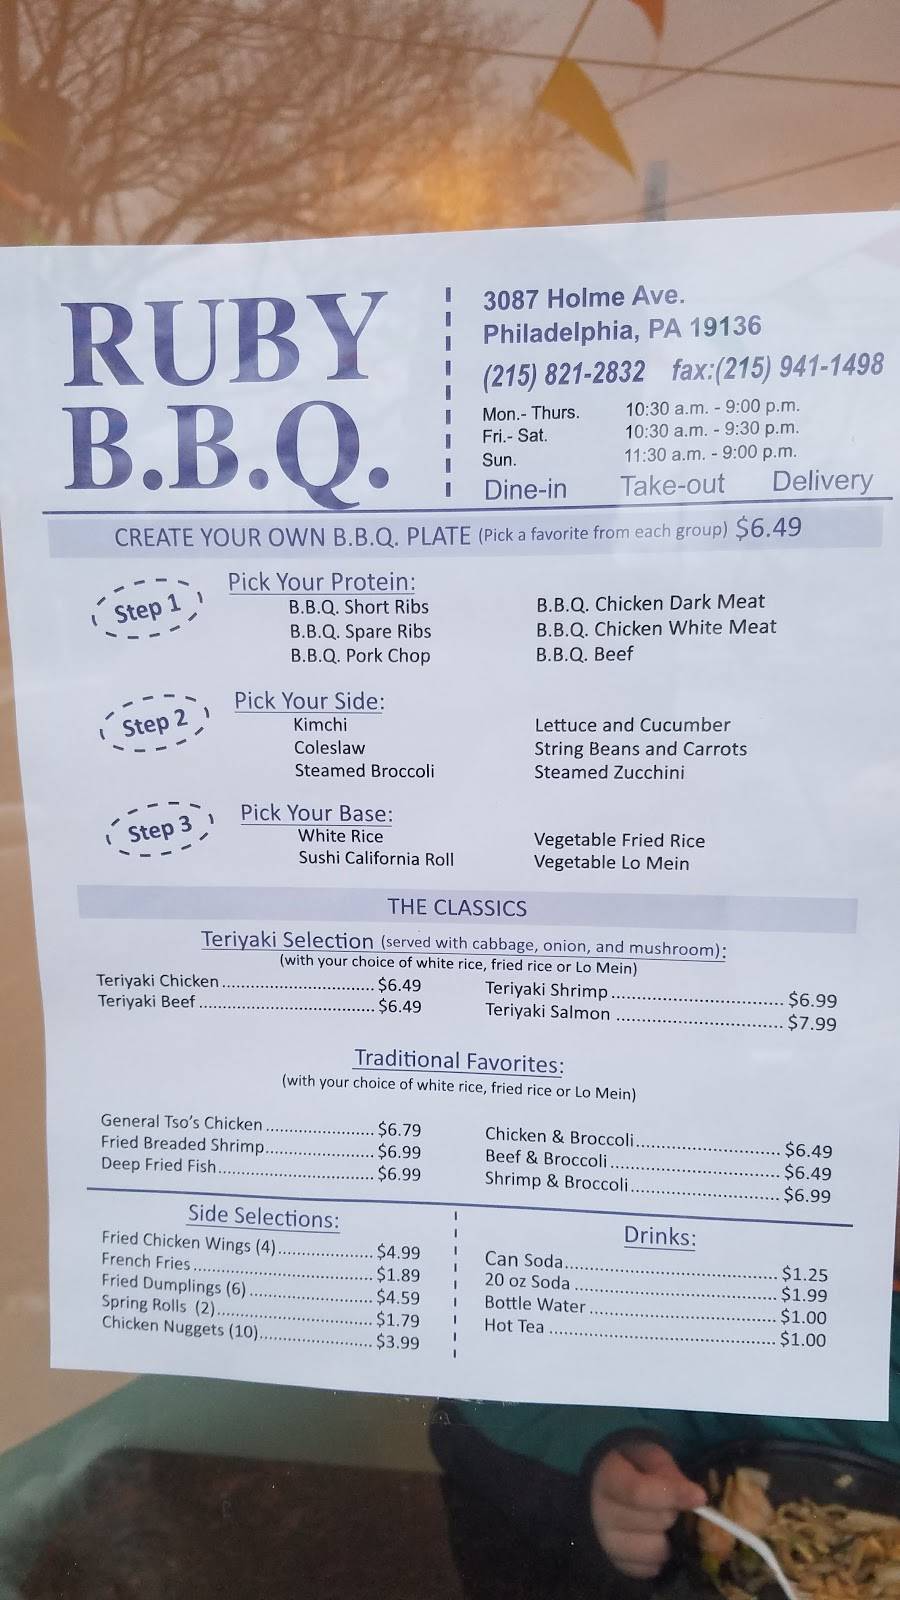 RUBY
B.B.Q.
3087 Holme Ave.
Philadelphia, PA 19136
(215) 821-2832 fax:(215) 941-1498
Mon.- Thurs. 10:30 a.m. - 9:00 p.m.
Fri.- Sat. 10:30 a.m. - 9:30 p.m.
Sun. 11:30 a.m. - 9:00 p.m.
Dine-in Take-out Delivery
CREATE YOUR OWN B.B.Q. PLATE (Pick a favorite from each group) $6.49
Step 1
Pick Your Protein:
B.B.Q. Short Ribs B.B.Q. Chicken Dark Meat
B.B.Q. Spare Ribs B.B.Q. Chicken White Meat
B.B.Q. Pork Chop B.B.Q. Beef
Step 2
Pick Your Side:
Kimchi Lettuce and Cucumber
Coleslaw String Beans and Carrots
Steamed Broccoli Steamed Zucchini
Step 3
Pick Your Base:
White Rice Vegetable Fried Rice
Sushi California Roll Vegetable Lo Mein
THE CLASSICS
Teriyaki Selection (served with cabbage, onion, and mushroom):
(with your choice of white rice, fried rice or Lo Mein)
Teriyaki Chicken $6.49 Teriyaki Shrimp $6.99
Teriyaki Beef $6.49 Teriyaki Salmon $7.99
Traditional Favorites:
(with your choice of white rice, fried rice or Lo Mein)
General Tso's Chicken $6.79 Chicken & Broccoli $6.49
Fried Breaded Shrimp $6.99 Beef & Broccoli $6.49
Deep Fried Fish $6.99 Shrimp & Broccoli $6.99
Side Selections:
Fried Chicken Wings (4) $4.99
French Fries $1.89
Fried Dumplings (6) $4.59
Spring Rolls (2) $1.79
Chicken Nuggets (10) $3.99
Drinks:
Can Soda $1.25
20 oz Soda $1.99
Bottle Water $1.00
Hot Tea $1.00